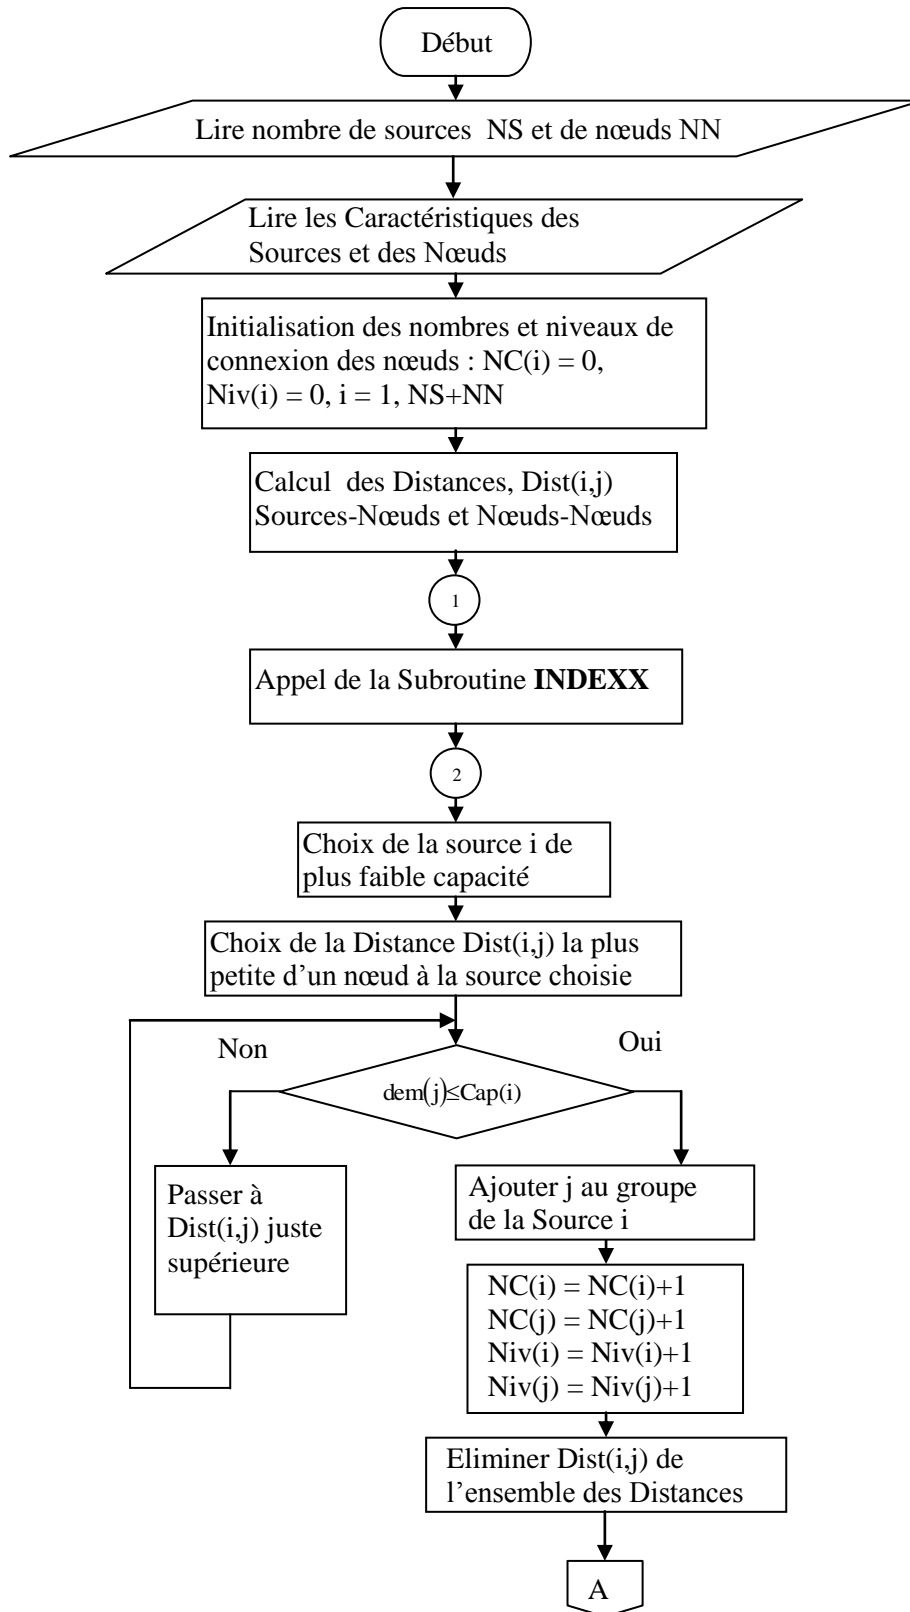 Début
Lire nombre de sources NS et de nœuds NN
Lire les Caractéristiques des
Sources et des Nœuds
Initialisation des nombres et niveaux de
connexion des nœuds : NC(i) = 0,
Niv(i) = 0, i = 1, NS+NN
Calcul des Distances, Dist(i,j)
Sources-Nœuds et Nœuds-Nœuds
1
Appel de la Subroutine INDEXX
2
Choix de la source i de
plus faible capacité
Choix de la Distance Dist(i,j) la plus
petite d’un nœud à la source choisie
Non
Oui
dem(j)≤Cap(i)
Passer à
Dist(i,j) juste
supérieure
Ajouter j au groupe
de la Source i
NC(i) = NC(i)+1
NC(j) = NC(j)+1
Niv(i) = Niv(i)+1
Niv(j) = Niv(j)+1
Eliminer Dist(i,j) de
l’ensemble des Distances
A